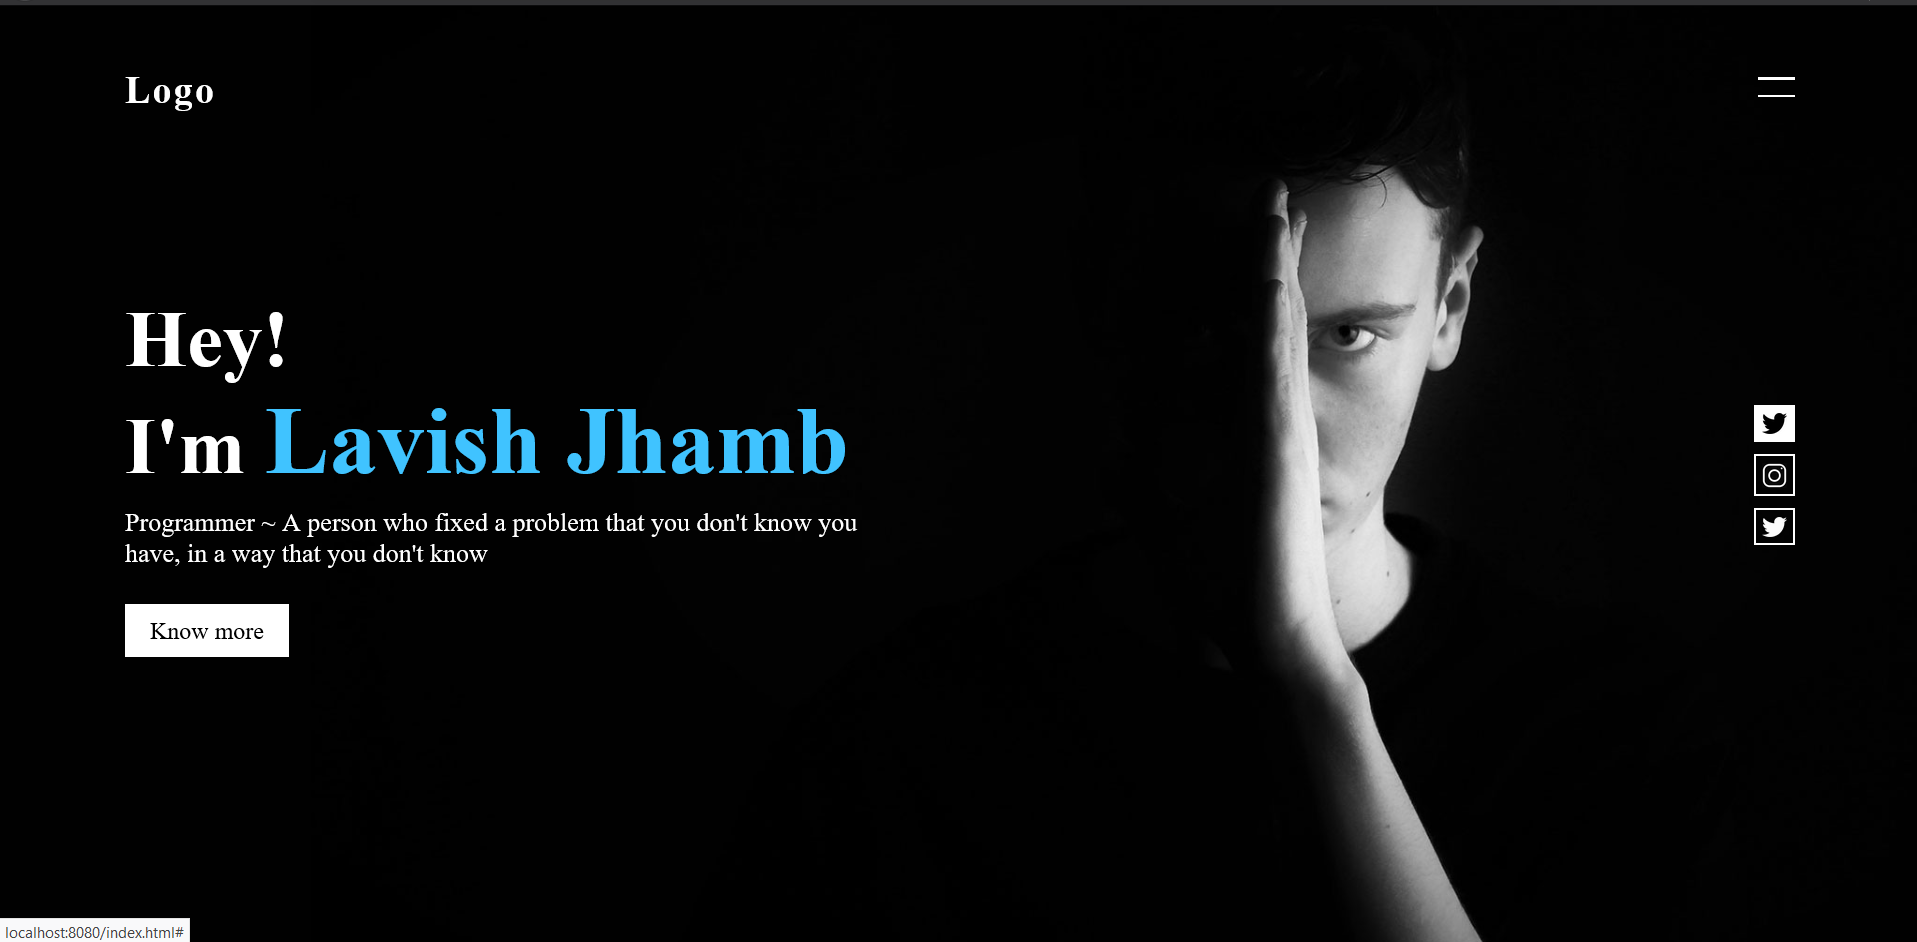 Logo
Hey!
I'm Lavish Jhamb
Programmer ~ A person who fixed a problem that you don't know you
have, in a way that you don't know
Know more
localhost:8080/index.html#